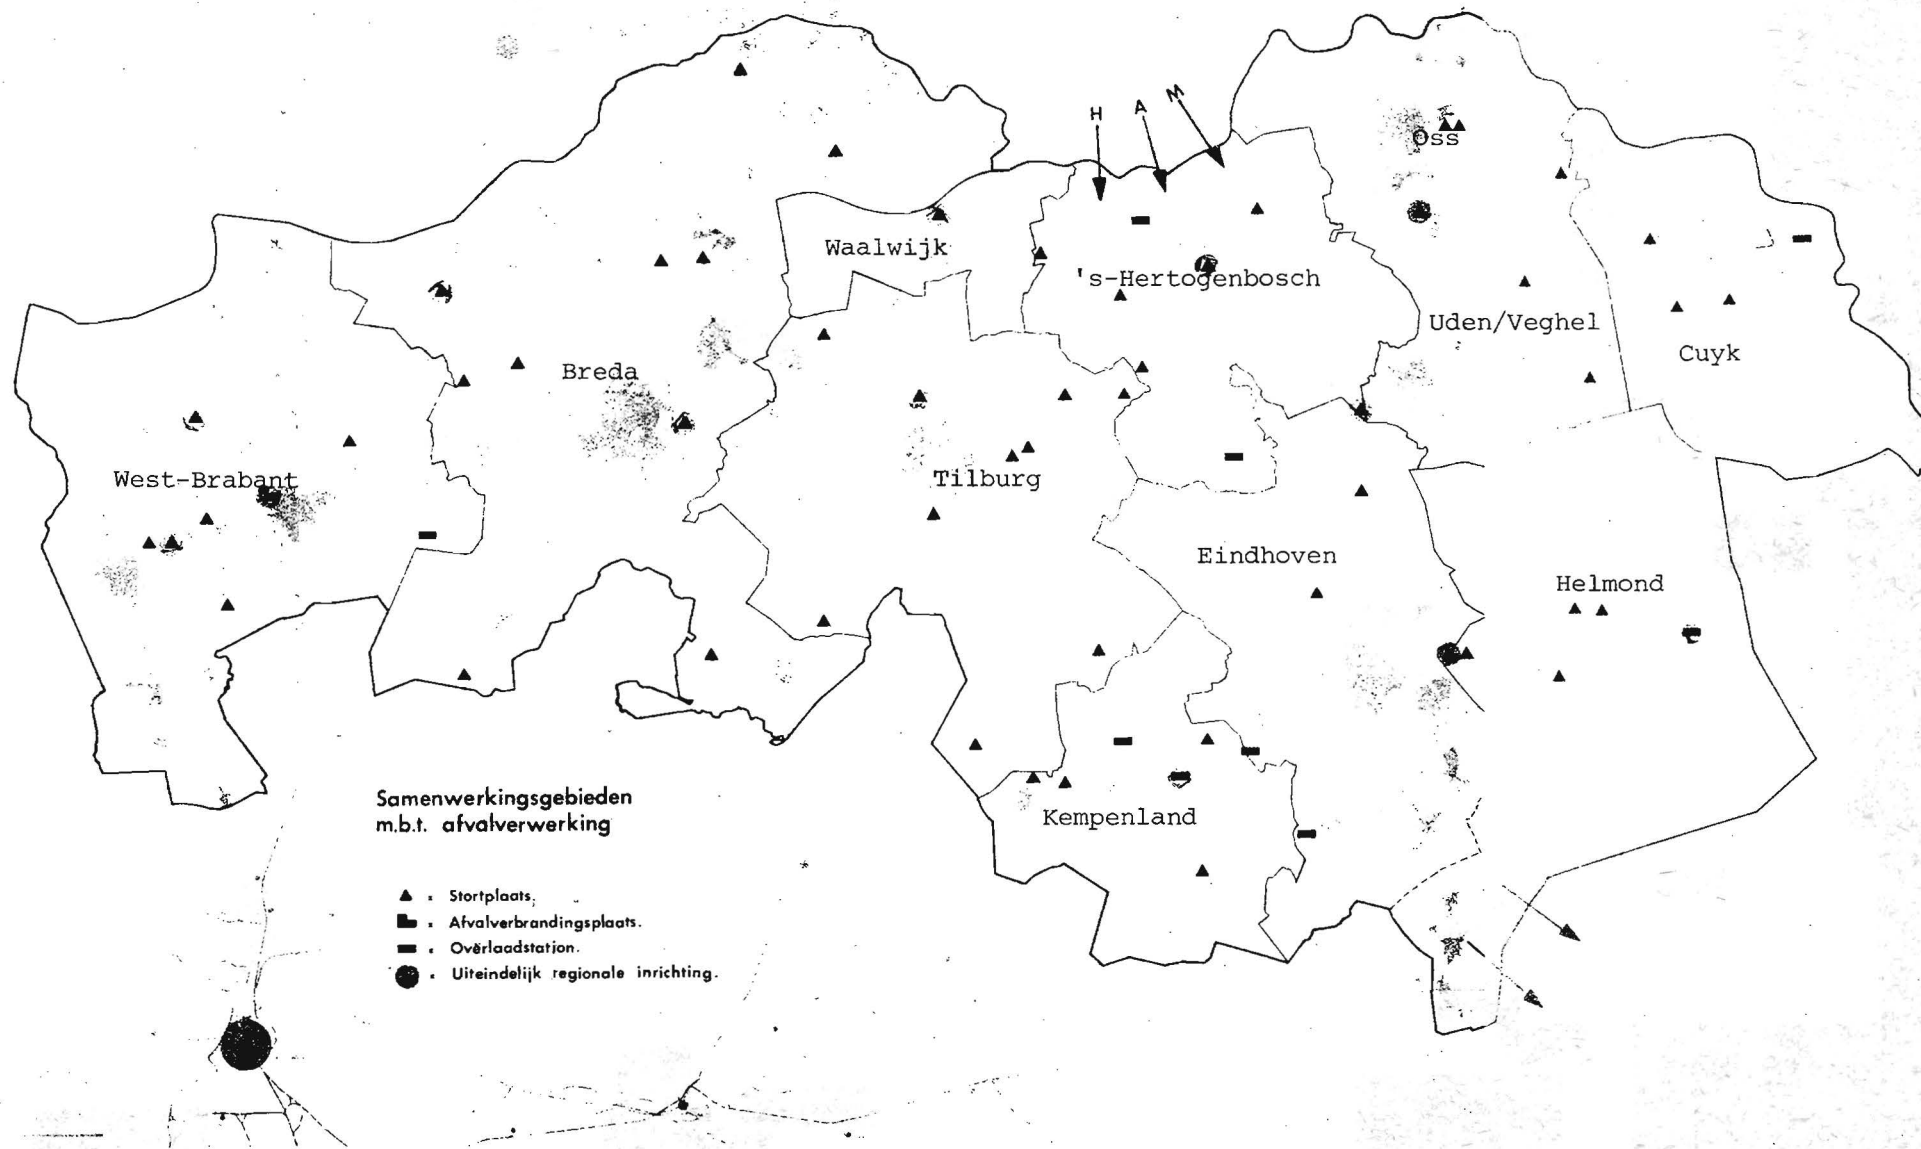 H A M
Oss
Waalwijk
's-Hertogenbosch
Uden/Veghel
Cuyk
Breda
West-Brabant
Tilburg
Eindhoven
Helmond
Kempenland
Samenwerkingsgebieden
m.b.t. afvalverwerking
Stortplaats.
Afvalverbrandingsplaats.
Overlaadstation.
Uiteindelijk regionale inrichting.